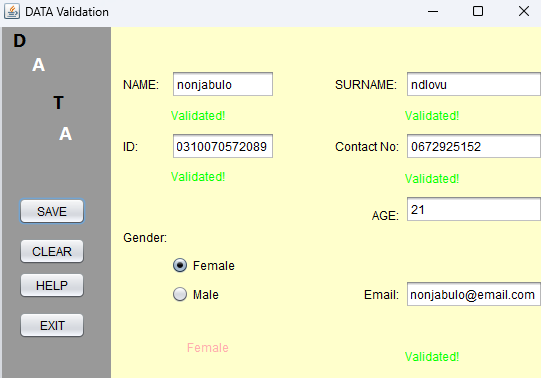 DATA Validation
D
A
T
A
NAME: nonjabulo SURNAME: ndlovu
Validated! Validated!
ID: 0310070572089 Contact No: 0672925152
Validated! Validated!
SAVE
AGE: 21
Gender:
CLEAR
Female
HELP
Male Email: nonjabulo@email.com
EXIT
Female
Validated!